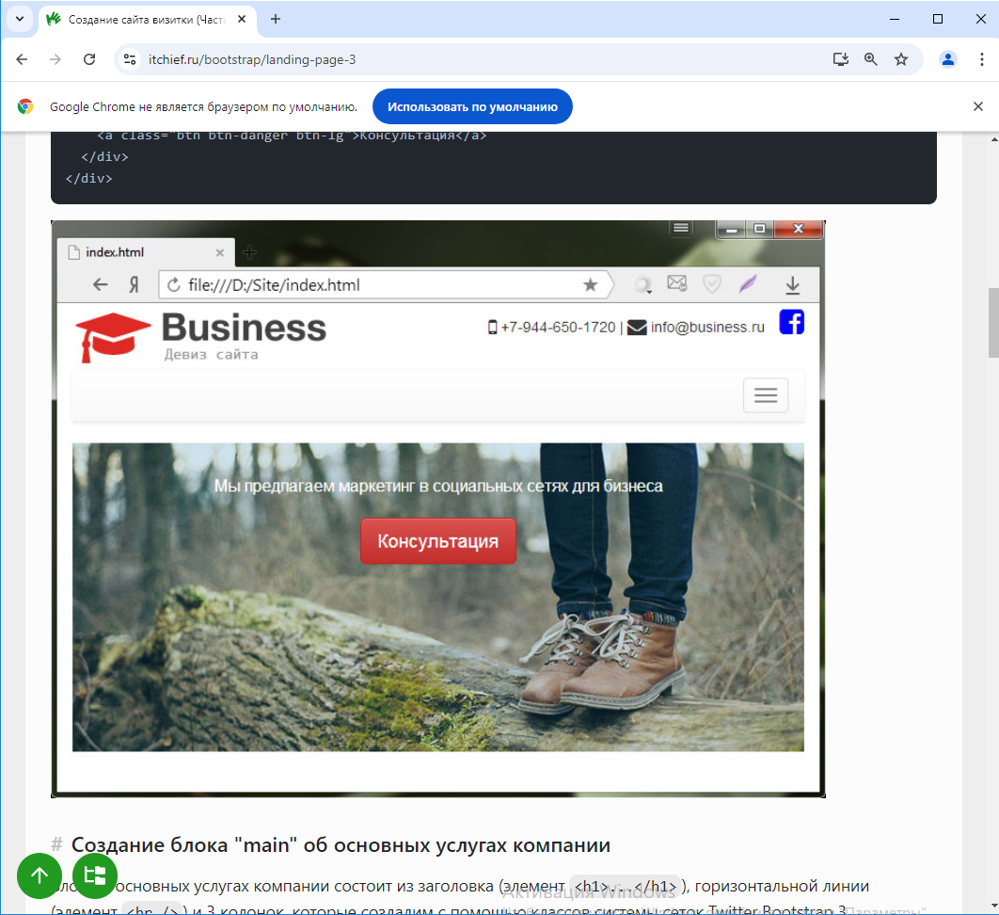 Создание сайта визитки (Част
itchief.ru/bootstrap/landing-page-3
Google Chrome не является браузером по умолчанию.
Использовать по умолчанию
<a class="btn btn-danger btn-lg">Консультация</a>
</div>
</div>
index.html
Я
file:///D:/Site/index.html
Business
+7-944-650-1720 | info@business.ru
Девиз сайта
Мы предлагаем маркетинг в социальных сетях для бизнеса
Консультация
# Создание блока "main" об основных услугах компании
основных услугах компании состоит из заголовка (элемент <h1>...</h1>), горизонтальной линии
Активация Windows
(элемент <hr />) и 3 колонок, которые создадим с помощью классов системы сеток Twitter Bootstrap 3.
"Параметры"